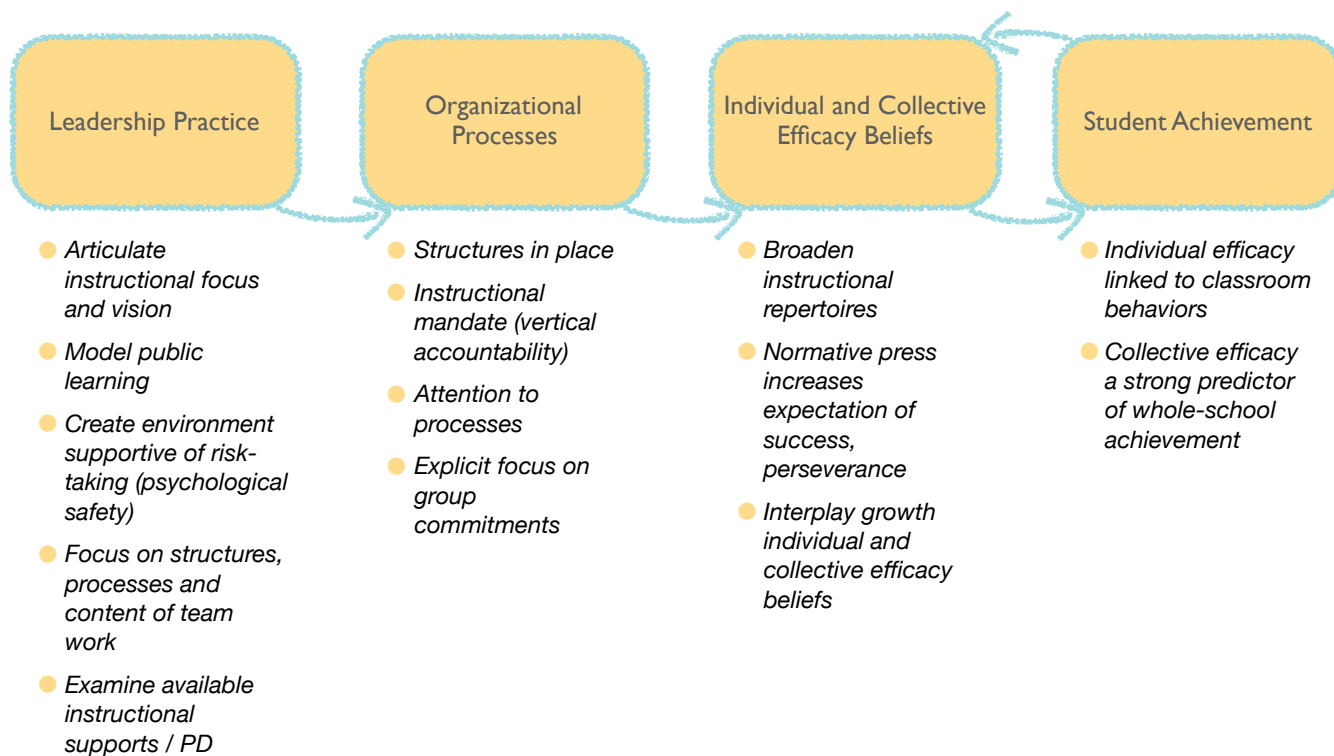 Leadership Practice
Articulate
instructional focus
and vision
Model public
learning
Create environment
supportive of risk-
taking (psychological
safety)
Focus on structures,
processes and
content of team
work
Examine available
instructional
supports / PD
Organizational
Processes
Structures in place
Instructional
mandate (vertical
accountability)
Attention to
processes
Explicit focus on
group
commitments
Individual and Collective
Efficacy Beliefs
Broaden
instructional
repertoires
Normative press
increases
expectation of
success,
perseverance
Interplay growth
individual and
collective efficacy
beliefs
Student Achievement
Individual efficacy
linked to classroom
behaviors
Collective efficacy
a strong predictor
of whole-school
achievement